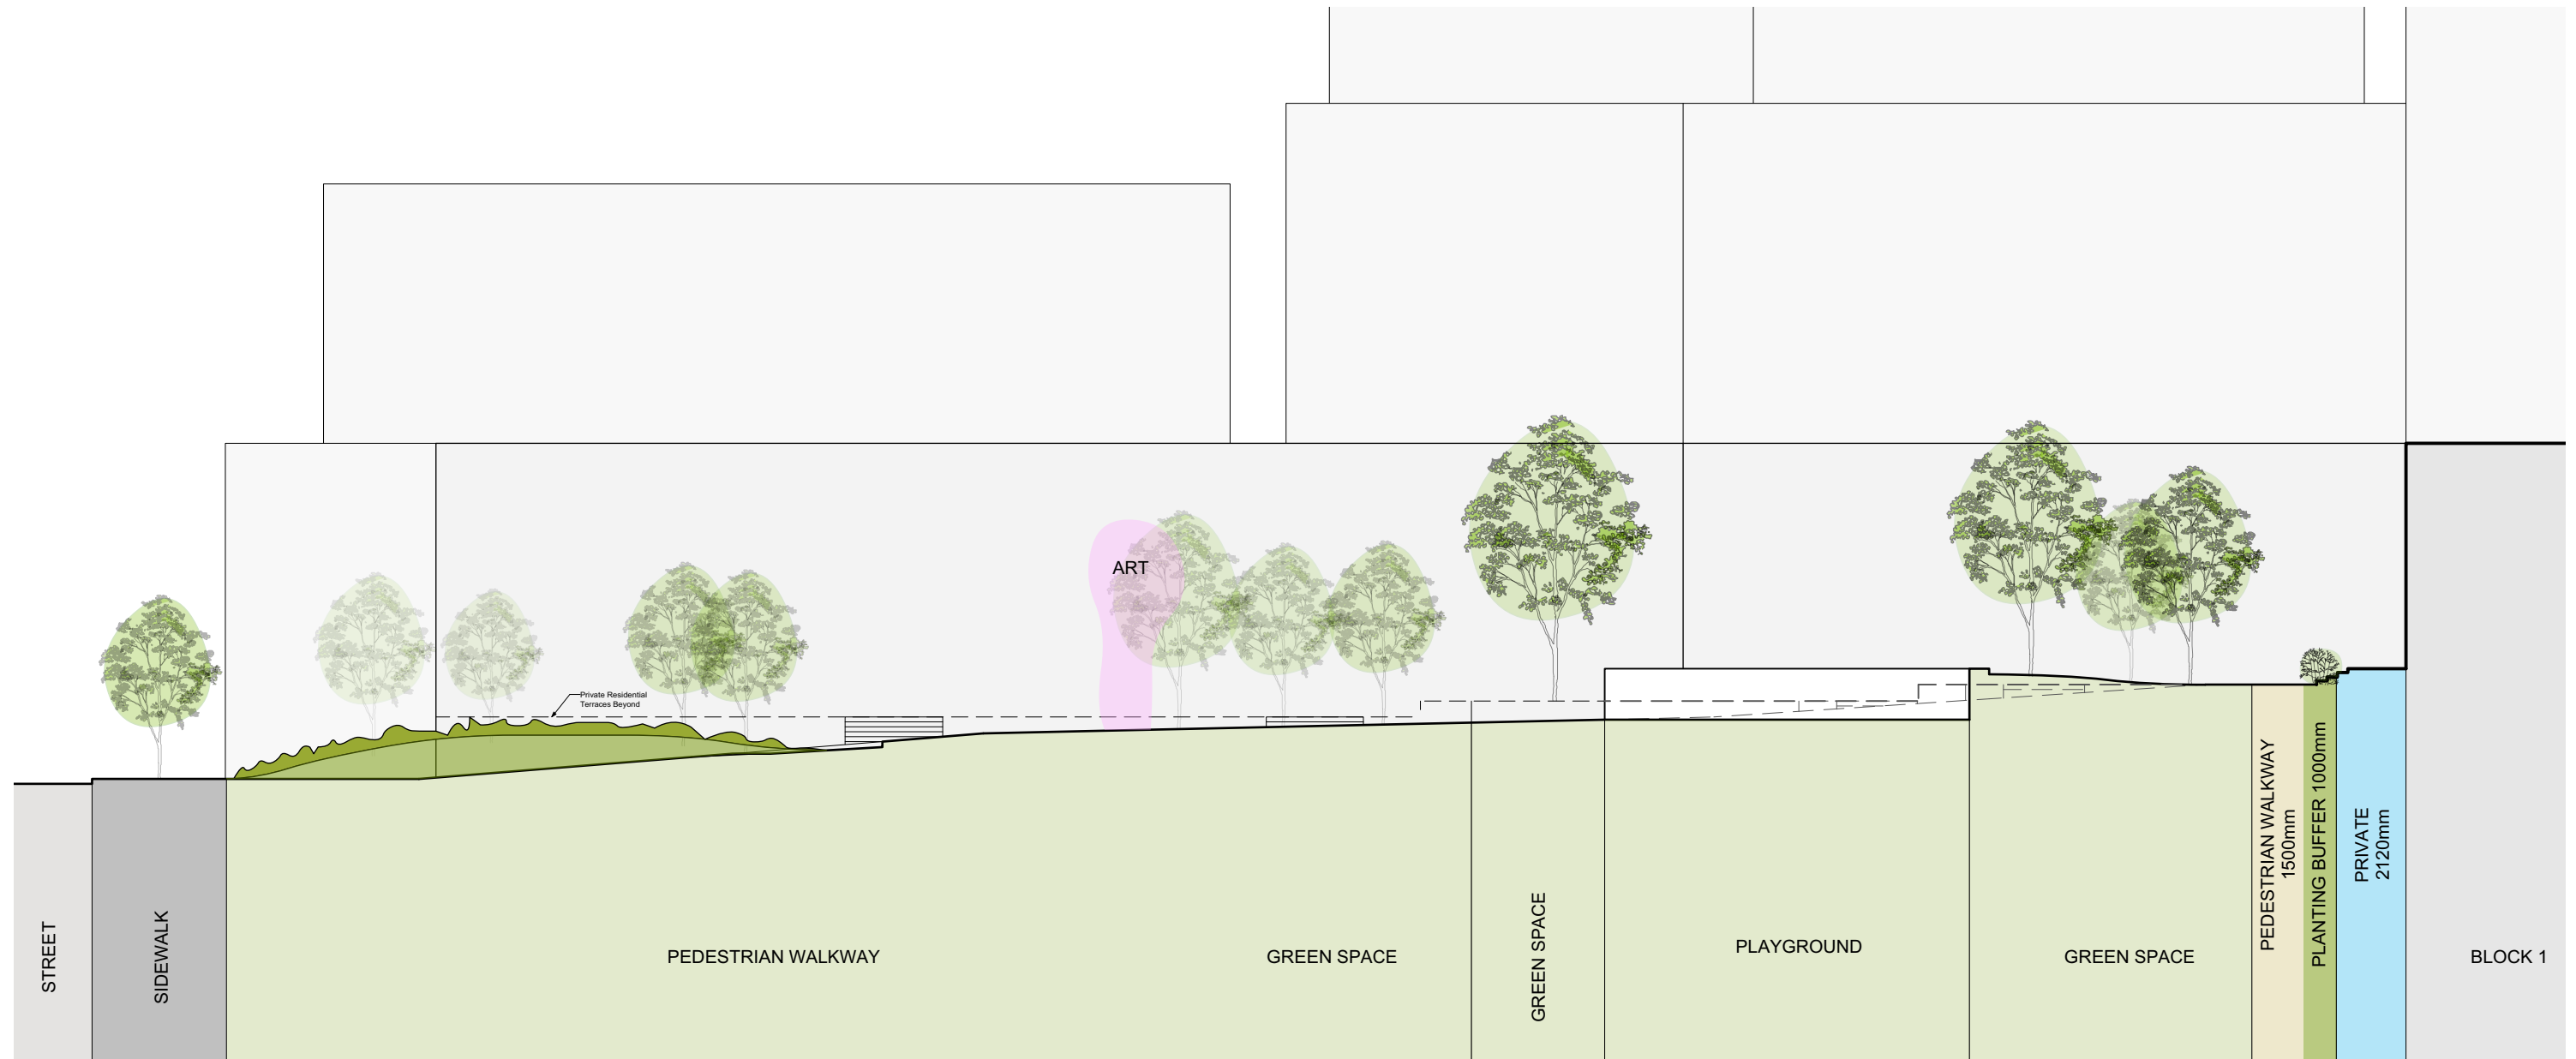 ART
Private Residential
Terraces Beyond
STREET
SIDEWALK
PEDESTRIAN WALKWAY
GREEN SPACE
GREEN SPACE
PLAYGROUND
GREEN SPACE
PEDESTRIAN WALKWAY
1500mm
PLANTING BUFFER 1000mm
PRIVATE
2120mm
BLOCK 1